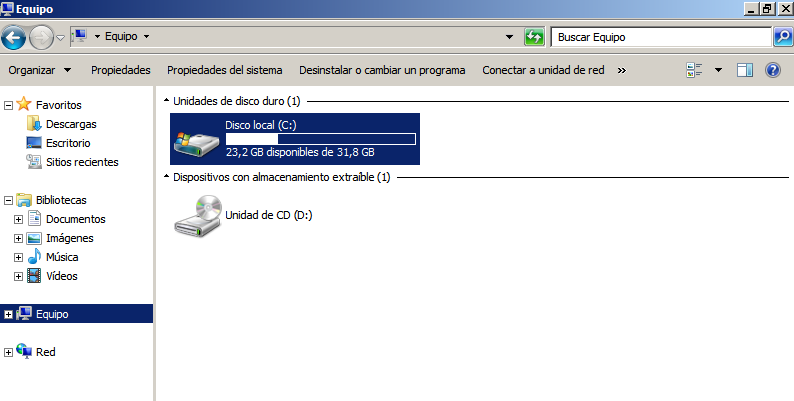 Equipo
Equipo
Buscar Equipo
Organizar Propiedades Propiedades del sistema Desinstalar o cambiar un programa Conectar a unidad de red »
Favoritos
Descargas
Escritorio
Sitios recientes
Bibliotecas
Documentos
Imágenes
Música
Vídeos
Equipo
Red
Unidades de disco duro (1)
Disco local (C:)
23,2 GB disponibles de 31,8 GB
Dispositivos con almacenamiento extraíble (1)
Unidad de CD (D:)